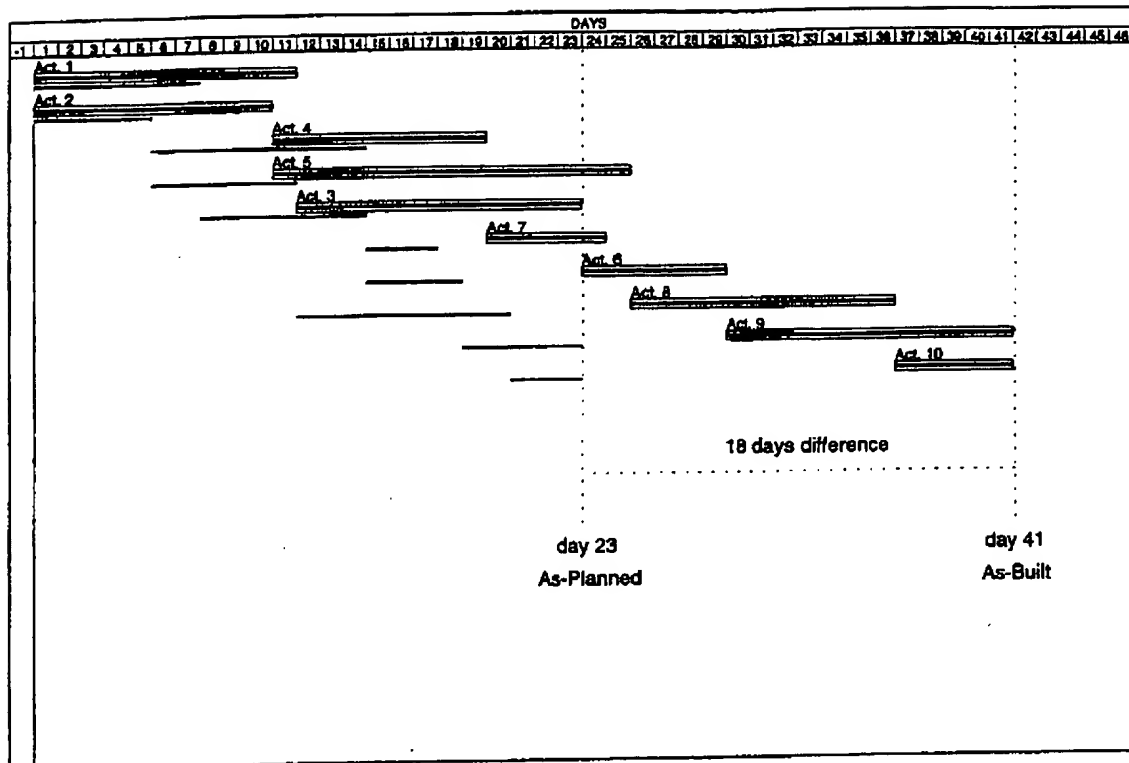 DAYS
-1 1 2 3 4 5 6 7 8 9 10 11 12 13 14 15 16 17 18 19 20 21 22 23 24 25 26 27 28 29 30 31 32 33 34 35 36 37 38 39 40 41 42 43 44 45 46
Act. 1
Act. 2
Act. 4
Act. 5
Act. 3
Act. 7
Act. 6
Act. 8
Act. 9
Act. 10
18 days difference
day 23
As-Planned
day 41
As-Built